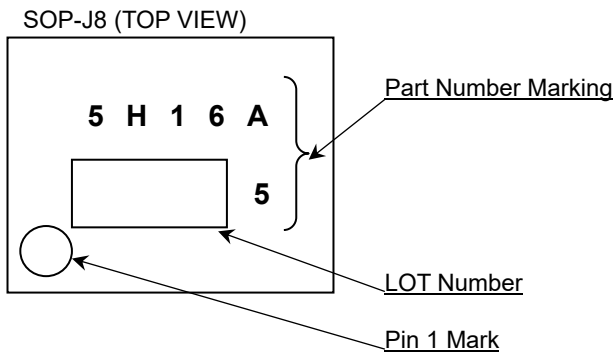 SOP-J8 (TOP VIEW)
Part Number Marking
5 H 1 6 A
5
LOT Number
Pin 1 Mark